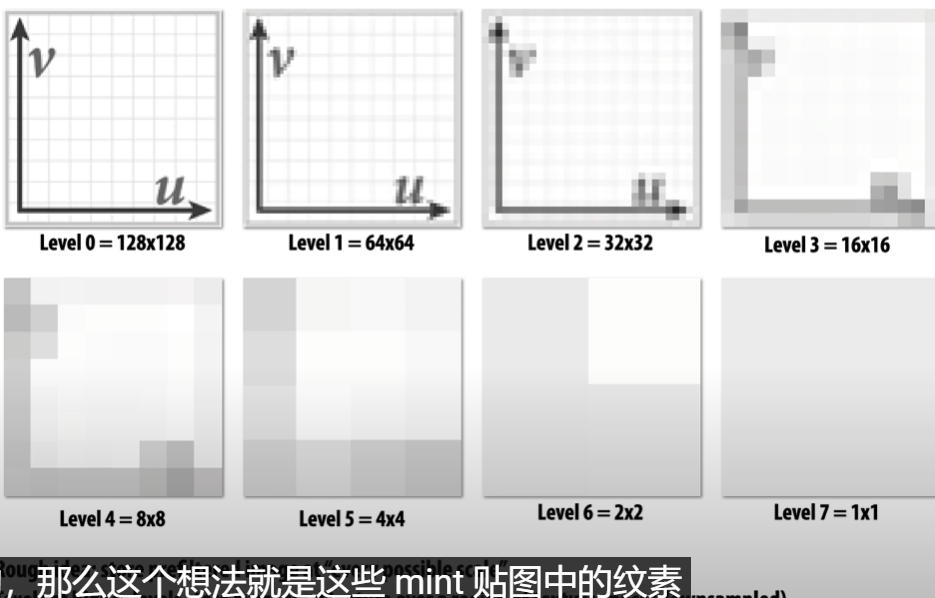 v
u
v
u
v
u
Level 0 = 128x128
Level 1 = 64x64
Level 2 = 32x32
Level 3 = 16x16
Level 4 = 8x8
Level 5 = 4x4
Level 6 = 2x2
Level 7 = 1x1
，那么这个想法就是这些 mint 贴图中的纹素